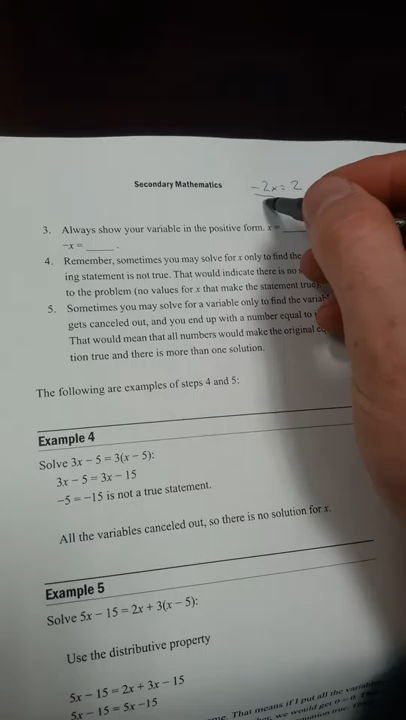 Secondary Mathematics
-2x = 2
3. Always show your variable in the positive form. x = ____
−x = ____ .
4. Remember, sometimes you may solve for x only to find the
ing statement is not true. That would indicate there is no
to the problem (no values for x that make the statement true).
5. Sometimes you may solve for a variable only to find the
gets canceled out, and you end up with a number equal to
That would mean that all numbers would make the original
tion true and there is more than one solution.
The following are examples of steps 4 and 5:
Example 4
Solve 3x − 5 = 3(x − 5):
3x − 5 = 3x − 15
−5 = −15 is not a true statement.
All the variables canceled out, so there is no solution for x.
Example 5
Solve 5x − 15 = 2x + 3(x − 5):
Use the distributive property
5x − 15 = 2x + 3x − 15
5x − 15 = 5x −15
That means if I put all the
we would get 0 = 0.